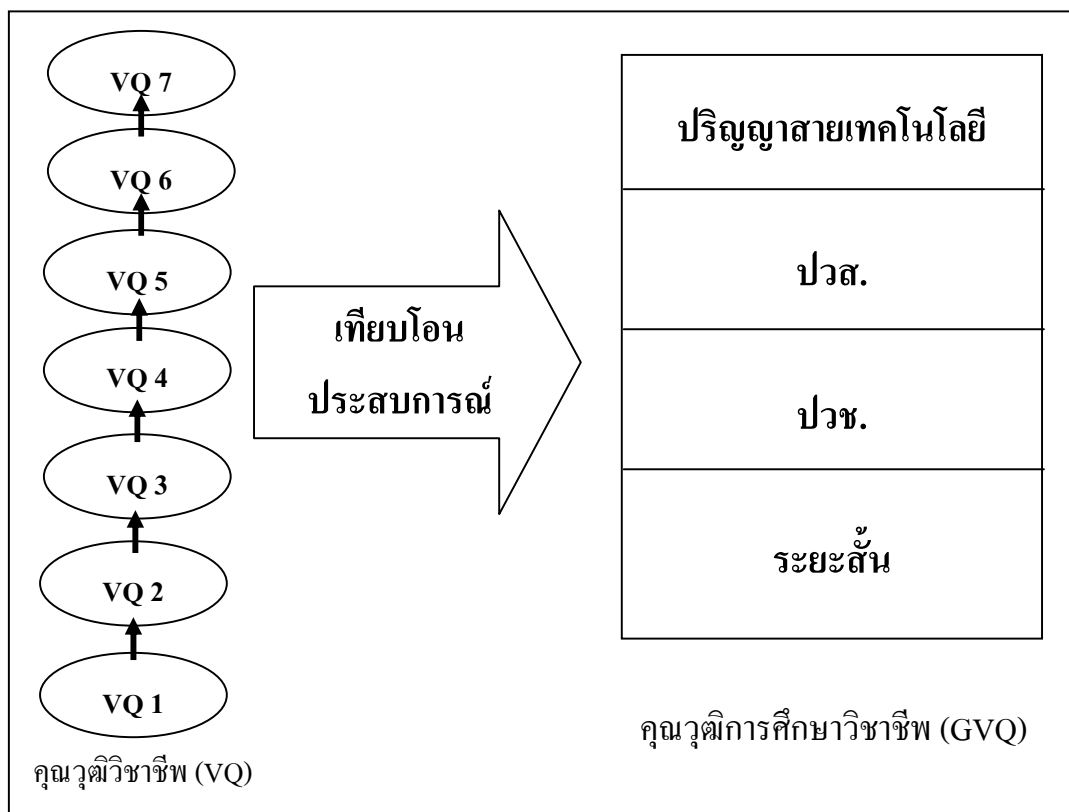 VQ 7
VQ 6
VQ 5
VQ 4
VQ 3
VQ 2
VQ 1
คุณวุฒิวิชาชีพ (VQ)
เทียบโอน
ประสบการณ์
ปริญญาสายเทคโนโลยี
ปวส.
ปวช.
ระยะสั้น
คุณวุฒิการศึกษาวิชาชีพ (GVQ)